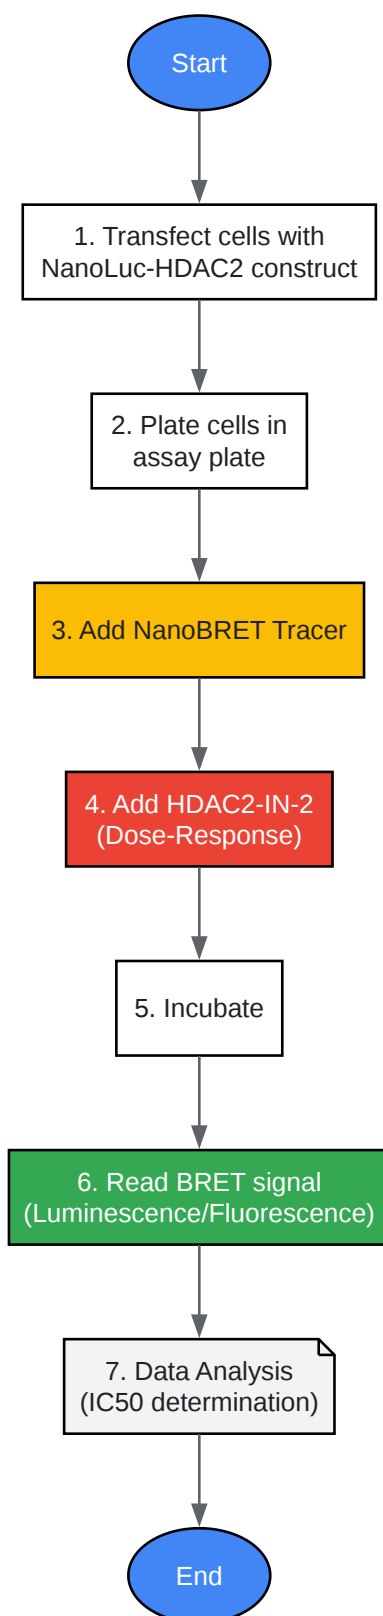 Start
1. Transfect cells with
NanoLuc-HDAC2 construct
2. Plate cells in
assay plate
3. Add NanoBRET Tracer
4. Add HDAC2-IN-2
(Dose-Response)
5. Incubate
6. Read BRET signal
(Luminescence/Fluorescence)
7. Data Analysis
(IC50 determination)
End